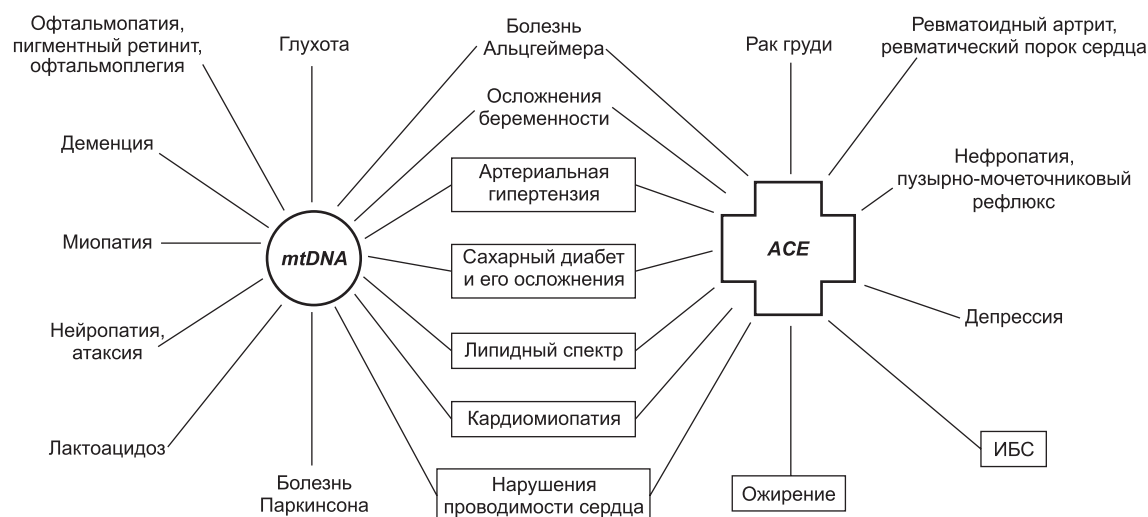 Офтальмопатия,
пигментный ретинит,
офтальмоплегия
Глухота
Болезнь
Альцгеймера
Рак груди
Ревматоидный артрит,
ревматический порок сердца
Осложнения
беременности
Деменция
Артериальная
гипертензия
Нефропатия,
пузырно-мочеточниковый
рефлюкс
Миопатия
mtDNA
Сахарный диабет
и его осложнения
ACE
Нейропатия,
атаксия
Липидный спектр
Депрессия
Кардиомиопатия
Лактоацидоз
ИБС
Болезнь
Паркинсона
Нарушения
проводимости сердца
Ожирение